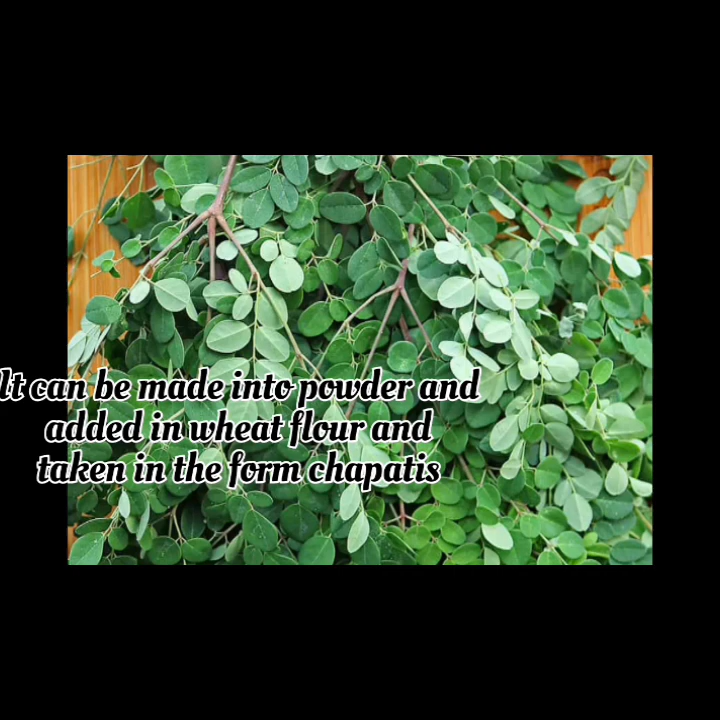 It can be made into powder and
added in wheat flour and
taken in the form chapatis